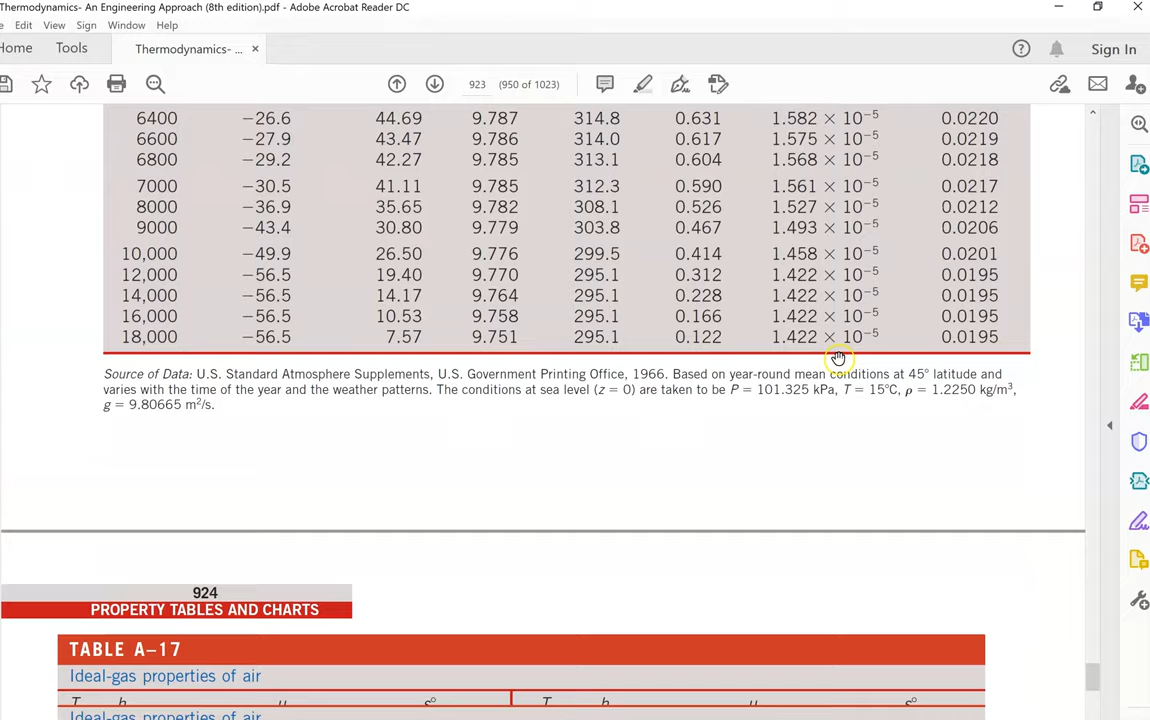 Thermodynamics- An Engineering Approach (8th edition).pdf - Adobe Acrobat Reader DC
Edit View Sign Window Help
Home Tools Thermodynamics- ... × Sign In
923 (950 of 1023)
6400 −26.6 44.69 9.787 314.8 0.631 1.582 × 10−5 0.0220
6600 −27.9 43.47 9.786 314.0 0.617 1.575 × 10−5 0.0219
6800 −29.2 42.27 9.785 313.1 0.604 1.568 × 10−5 0.0218
7000 −30.5 41.11 9.785 312.3 0.590 1.561 × 10−5 0.0217
8000 −36.9 35.65 9.782 308.1 0.526 1.527 × 10−5 0.0212
9000 −43.4 30.80 9.779 303.8 0.467 1.493 × 10−5 0.0206
10,000 −49.9 26.50 9.776 299.5 0.414 1.458 × 10−5 0.0201
12,000 −56.5 19.40 9.770 295.1 0.312 1.422 × 10−5 0.0195
14,000 −56.5 14.17 9.764 295.1 0.228 1.422 × 10−5 0.0195
16,000 −56.5 10.53 9.758 295.1 0.166 1.422 × 10−5 0.0195
18,000 −56.5 7.57 9.751 295.1 0.122 1.422 × 10−5 0.0195
Source of Data: U.S. Standard Atmosphere Supplements, U.S. Government Printing Office, 1966. Based on year-round mean conditions at 45° latitude and
varies with the time of the year and the weather patterns. The conditions at sea level (z = 0) are taken to be P = 101.325 kPa, T = 15°C, ρ = 1.2250 kg/m³,
g = 9.80665 m²/s.
924
PROPERTY TABLES AND CHARTS
TABLE A–17
Ideal-gas properties of air
T h u s° T h u s°
Ideal-gas properties of air